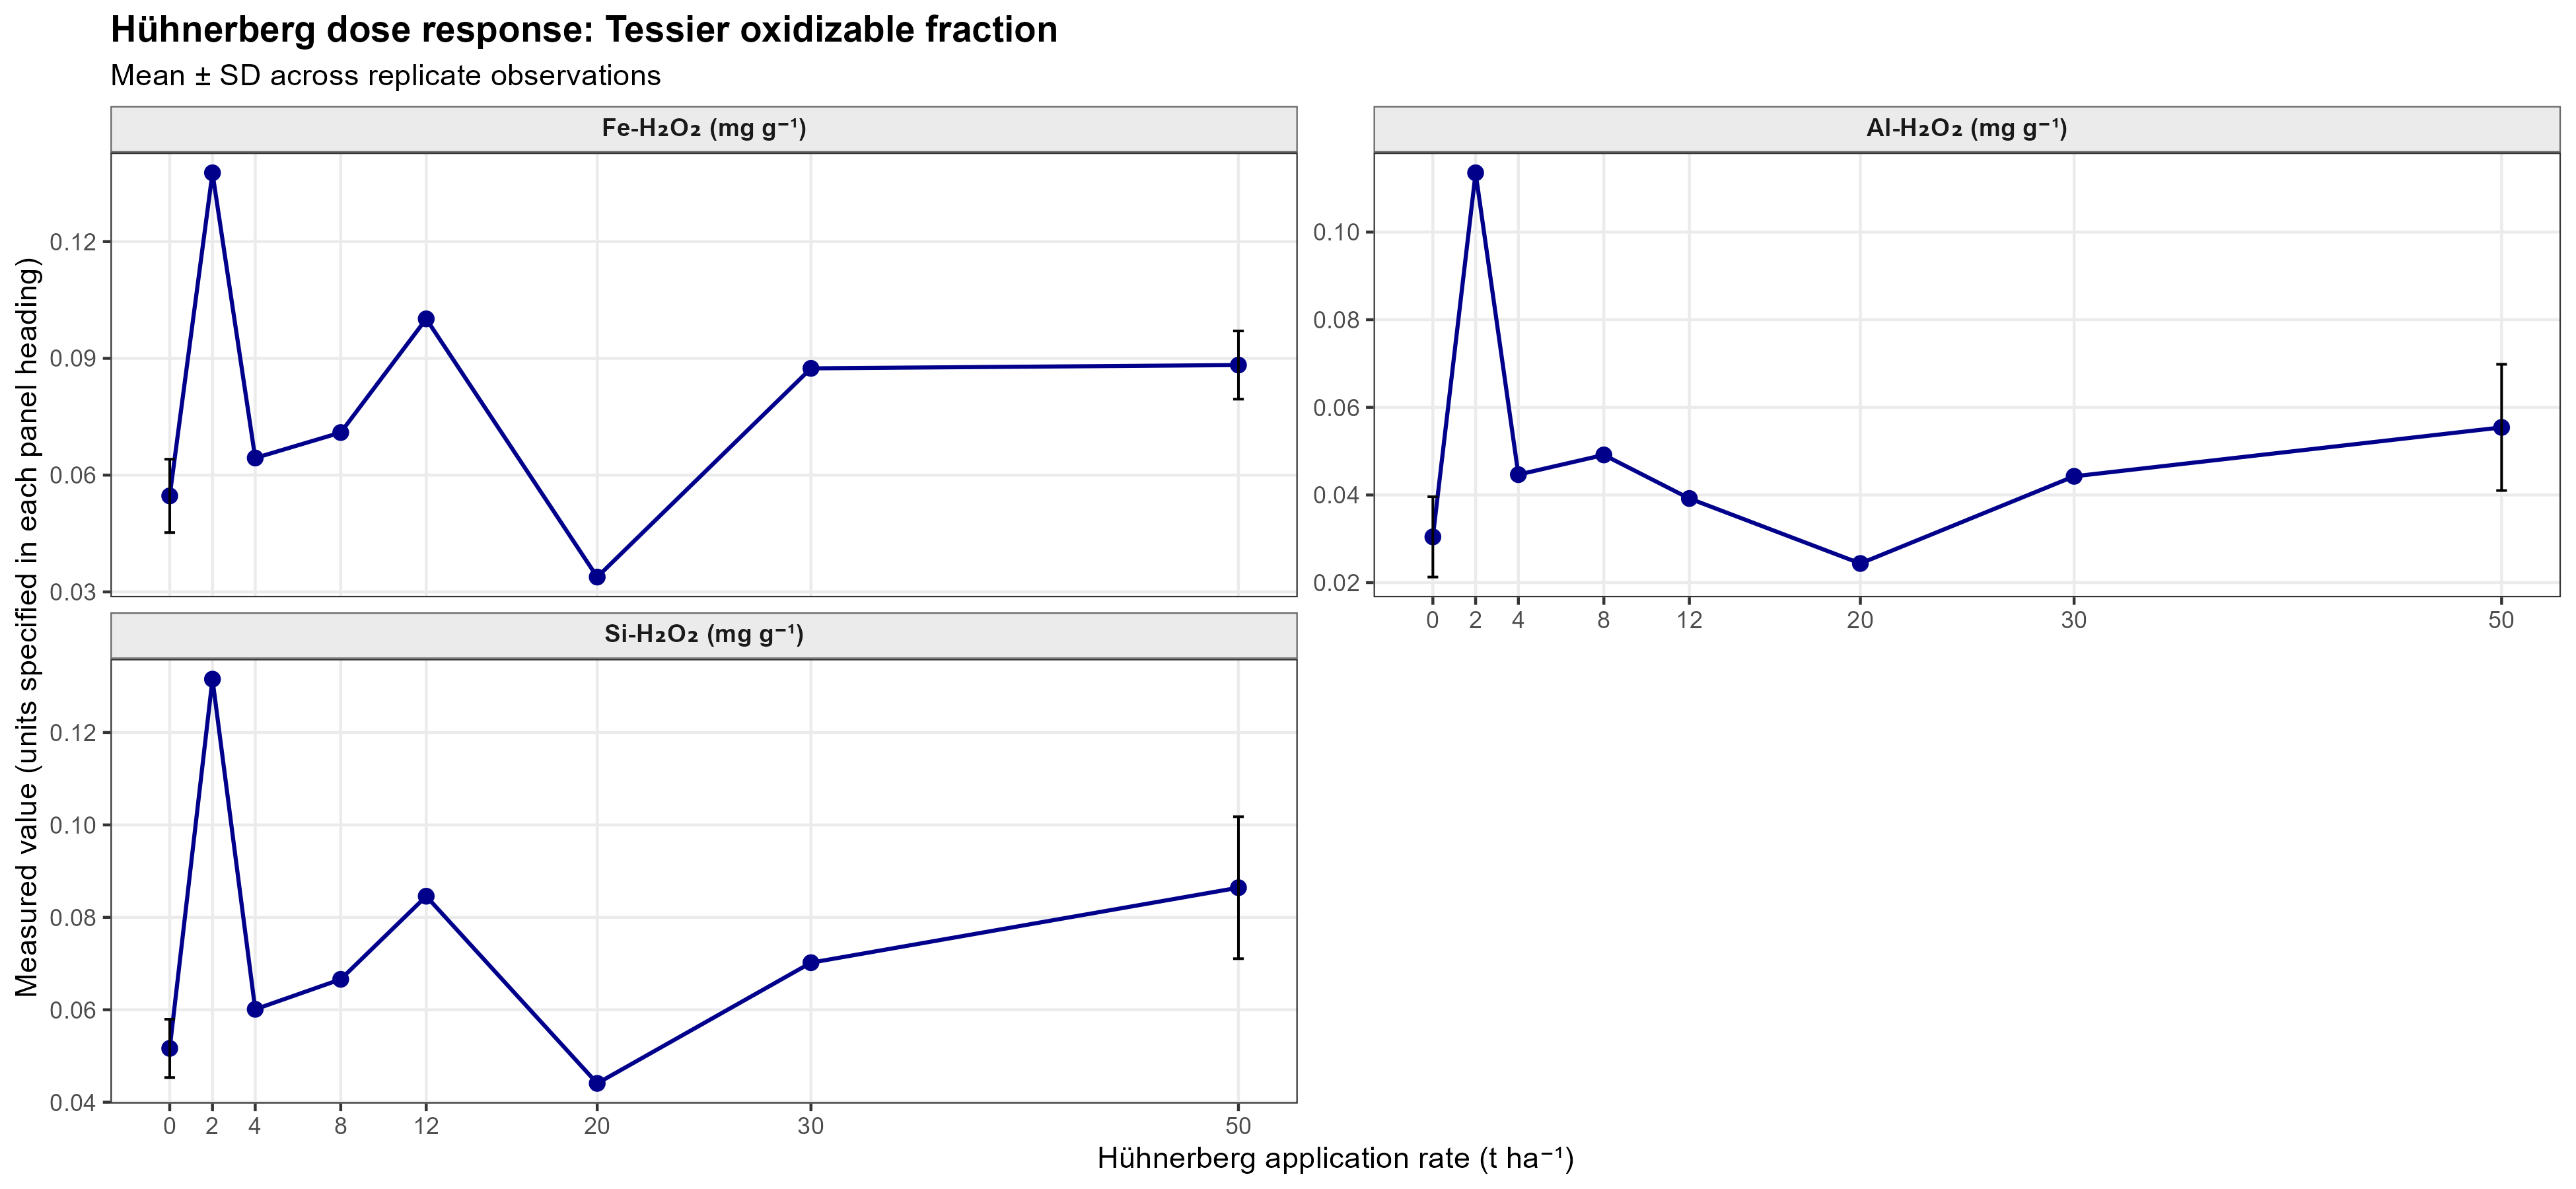 Hühnerberg dose response: Tessier oxidizable fraction
Mean ± SD across replicate observations
Measured value (units specified in each panel heading)
Fe-H₂O₂ (mg g⁻¹)
0.12
0.09
0.06
0.03
Al-H₂O₂ (mg g⁻¹)
0.10
0.08
0.06
0.04
0.02
0 2 4 8 12 20 30 50
Si-H₂O₂ (mg g⁻¹)
0.12
0.10
0.08
0.06
0.04
0 2 4 8 12 20 30 50
Hühnerberg application rate (t ha⁻¹)